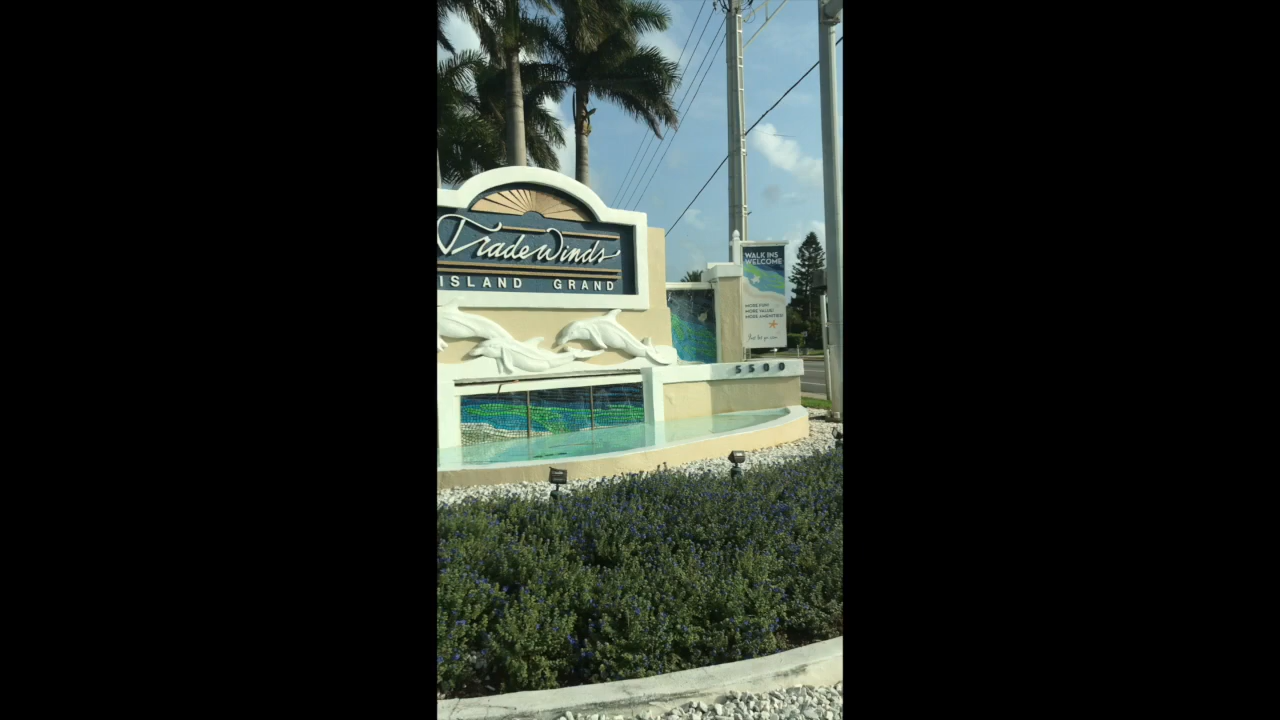 TradeWinds
ISLAND GRAND
WALK INS
WELCOME
MORE FUN!
MORE VALUE!
MORE AMENITIES!
5500